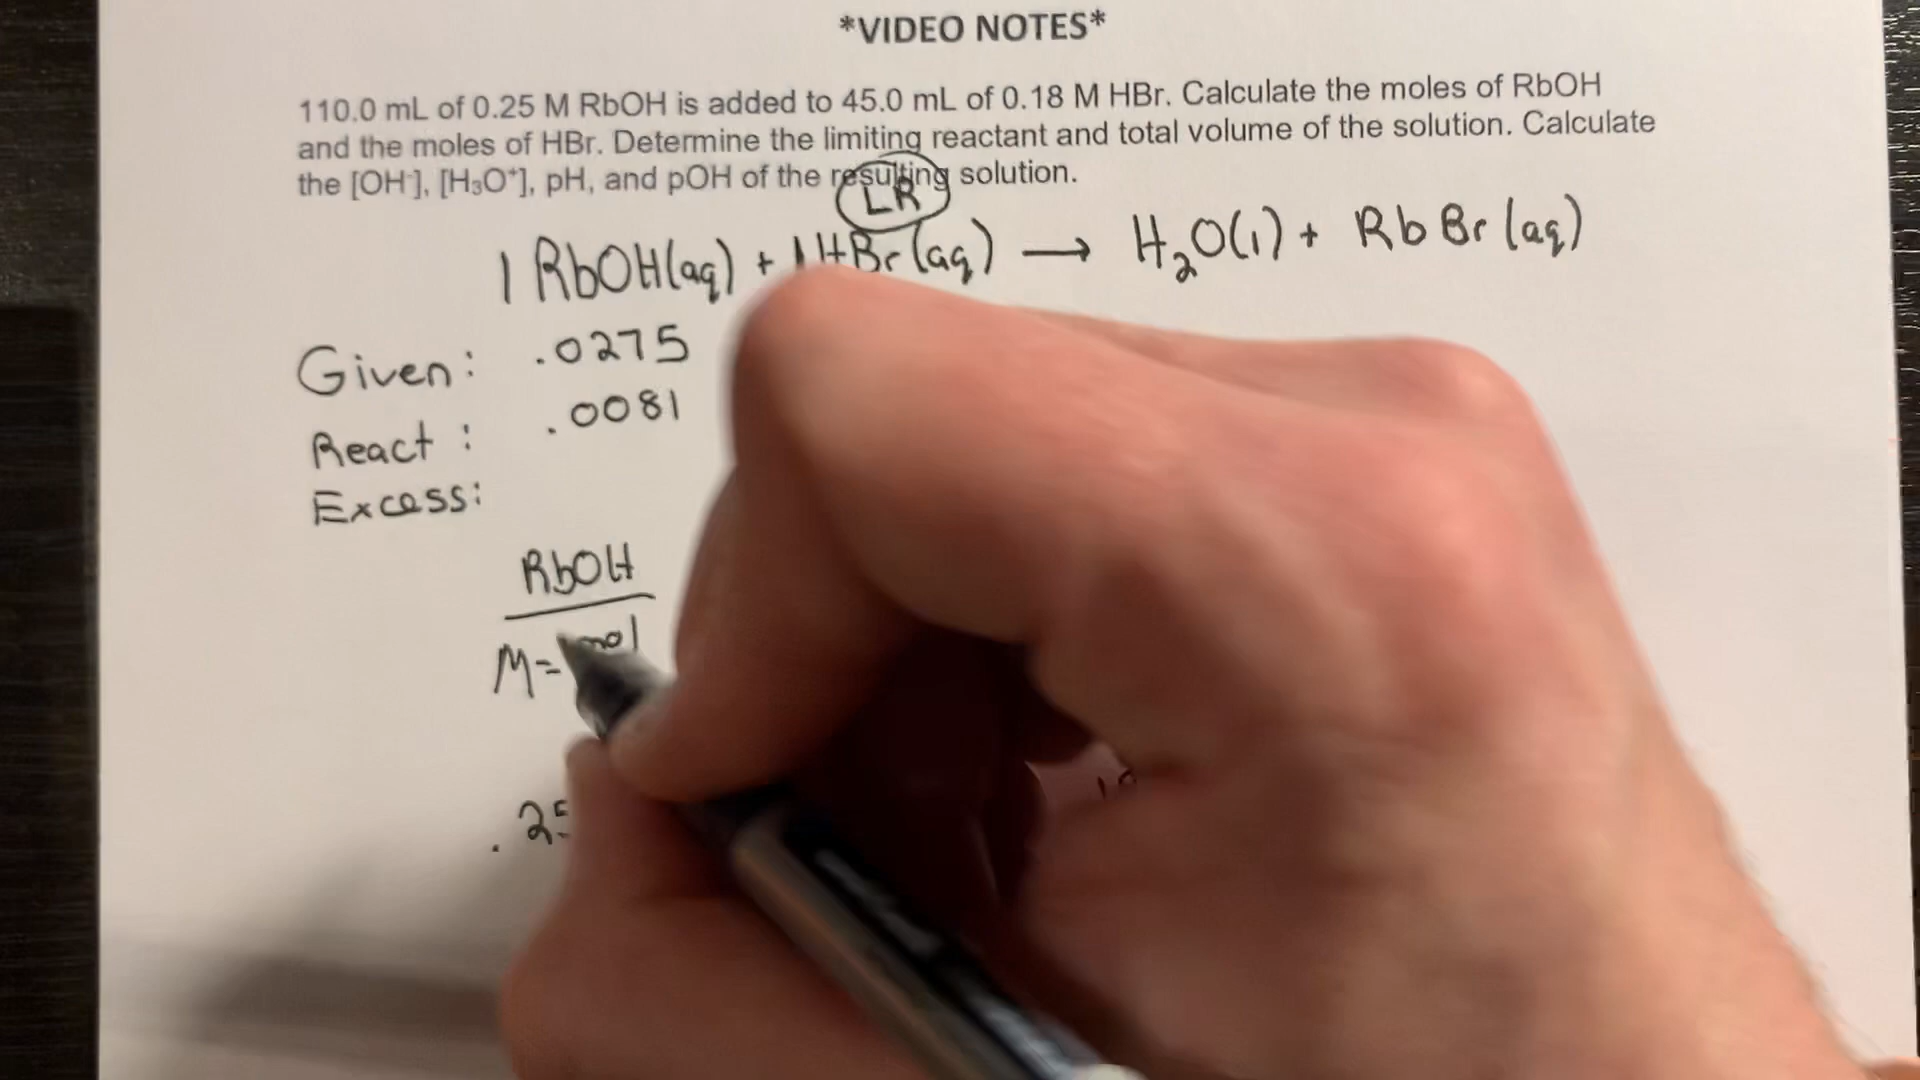 *VIDEO NOTES*
110.0 mL of 0.25 M RbOH is added to 45.0 mL of 0.18 M HBr. Calculate the moles of RbOH
and the moles of HBr. Determine the limiting reactant and total volume of the solution. Calculate
the [OH⁻], [H₃O⁺], pH, and pOH of the resulting solution.
LR
1 RbOH(aq) + 1 HBr(aq) → H₂O(l) + RbBr(aq)
Given: .0275
React: .0081
Excess:
RbOH
M= mol
.25